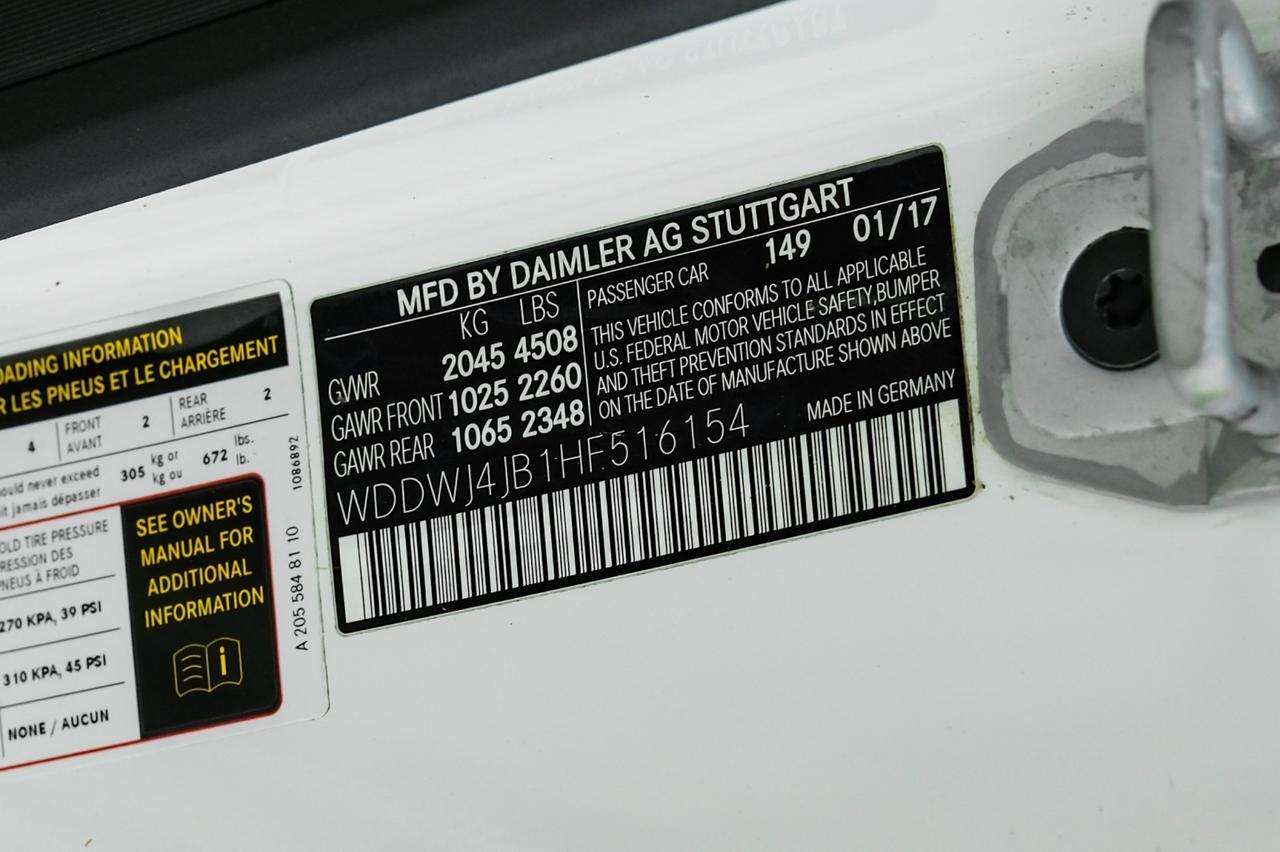 MFD BY DAIMLER AG STUTTGART
KG LBS
GVWR 2045 4508
GAWR FRONT 1025 2260
GAWR REAR 1065 2348
PASSENGER CAR 149 01/17
THIS VEHICLE CONFORMS TO ALL APPLICABLE
U.S. FEDERAL MOTOR VEHICLE SAFETY,BUMPER
AND THEFT PREVENTION STANDARDS IN EFFECT
ON THE DATE OF MANUFACTURE SHOWN ABOVE
WDDWJ4JB1HF516154 MADE IN GERMANY
OADING INFORMATION
R LES PNEUS ET LE CHARGEMENT
4 FRONT 2 REAR 2
AVANT ARRIÈRE
ould never exceed 305 kg or 672 lbs.
it jamais dépasser kg ou lb.
OLD TIRE PRESSURE
RESSION DES
NEUS À FROID
270 KPA, 39 PSI
310 KPA, 45 PSI
NONE / AUCUN
SEE OWNER'S
MANUAL FOR
ADDITIONAL
INFORMATION
i
1086892
A 205 584 81 10